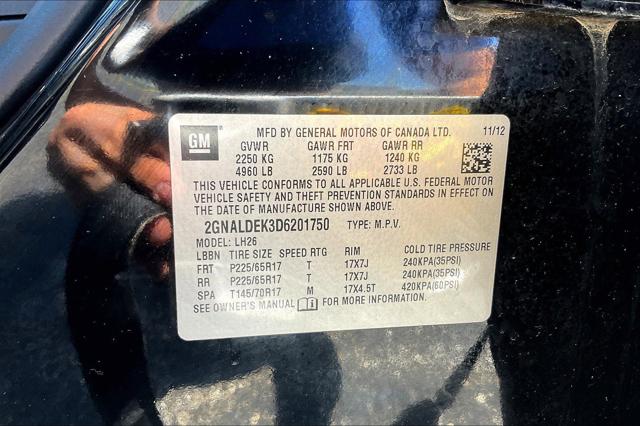 GM
MFD BY GENERAL MOTORS OF CANADA LTD. 11/12
GVWR GAWR FRT GAWR RR
2250 KG 1175 KG 1240 KG
4960 LB 2590 LB 2733 LB
THIS VEHICLE CONFORMS TO ALL APPLICABLE U.S. FEDERAL MOTOR
VEHICLE SAFETY AND THEFT PREVENTION STANDARDS IN EFFECT ON
THE DATE OF MANUFACTURE SHOWN ABOVE.
2GNALDEK3D6201750 TYPE: M.P.V.
MODEL: LH26
LBBN TIRE SIZE SPEED RTG RIM COLD TIRE PRESSURE
FRT P225/65R17 T 17X7J 240KPA(35PSI)
RR P225/65R17 T 17X7J 240KPA(35PSI)
SPA T145/70R17 M 17X4.5T 420KPA(60PSI)
SEE OWNER'S MANUAL FOR MORE INFORMATION.